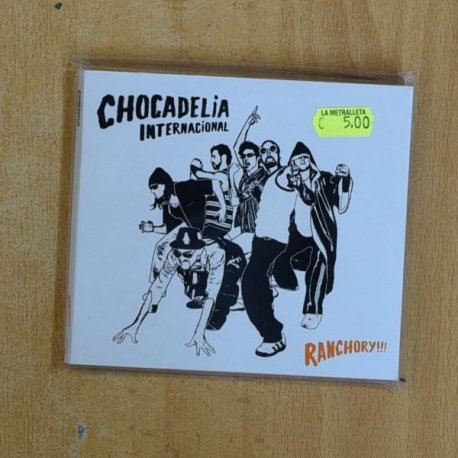 CHOCADELiA
INTERNACiONAL
LA METRALLETA
€ 5,00
RANCHORY!!!